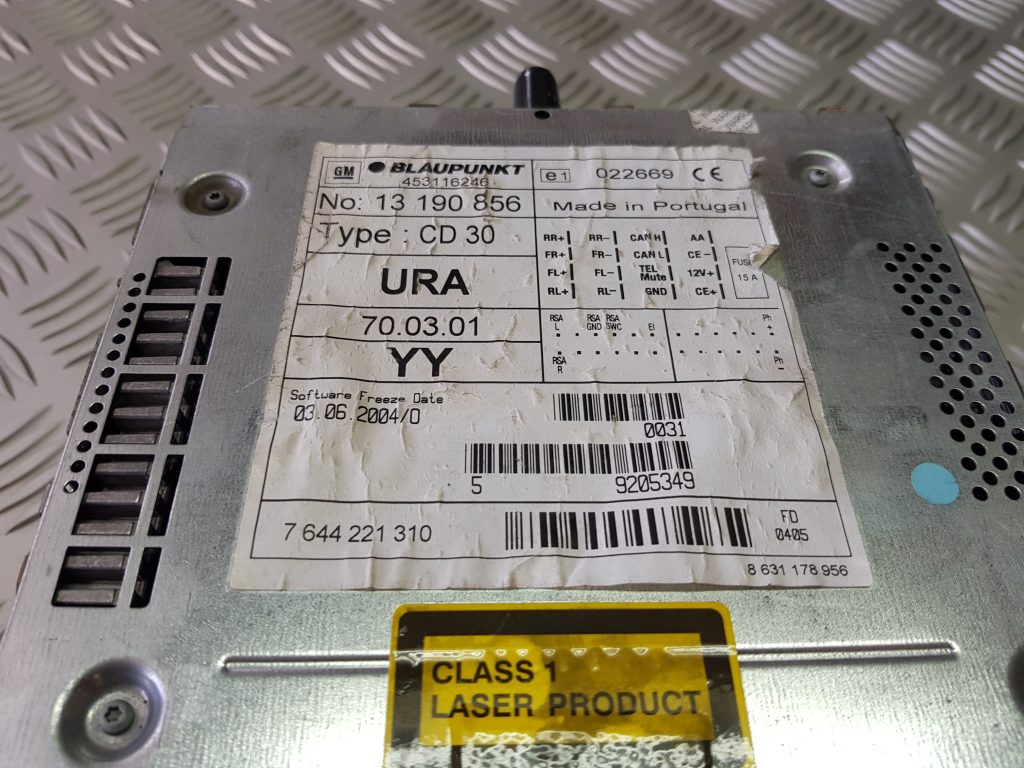 GM BLAUPUNKT
453116246
No: 13 190 856
Type : CD 30
URA
70.03.01
YY
e1 022669 CE
Made in Portugal
RR+ RR- CAN H AA
FR+ FR- CAN L CE-
FL+ FL- TEL Mute 12V+
RL+ RL- GND CE+
15 A
RSA L RSA GND RSA SWC Ph +
RSA R Ph -
Software Freeze Date
03.06.2004/0
0031
5 9205349
7 644 221 310
FD
0405
8 631 178 956
CLASS 1
LASER PRODUCT